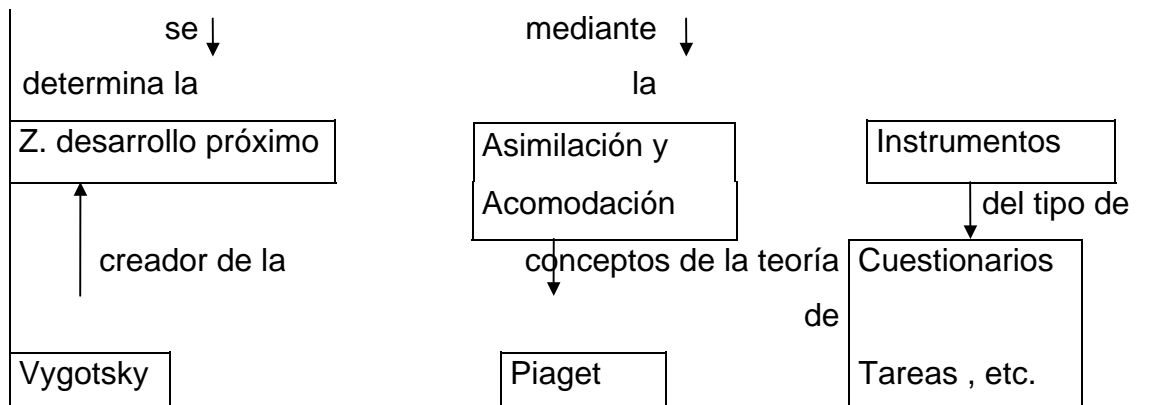 se mediante
determina la la
Z. desarrollo próximo Asimilación y Instrumentos
Acomodación del tipo de
creador de la conceptos de la teoría Cuestionarios
de
Vygotsky Piaget Tareas , etc.